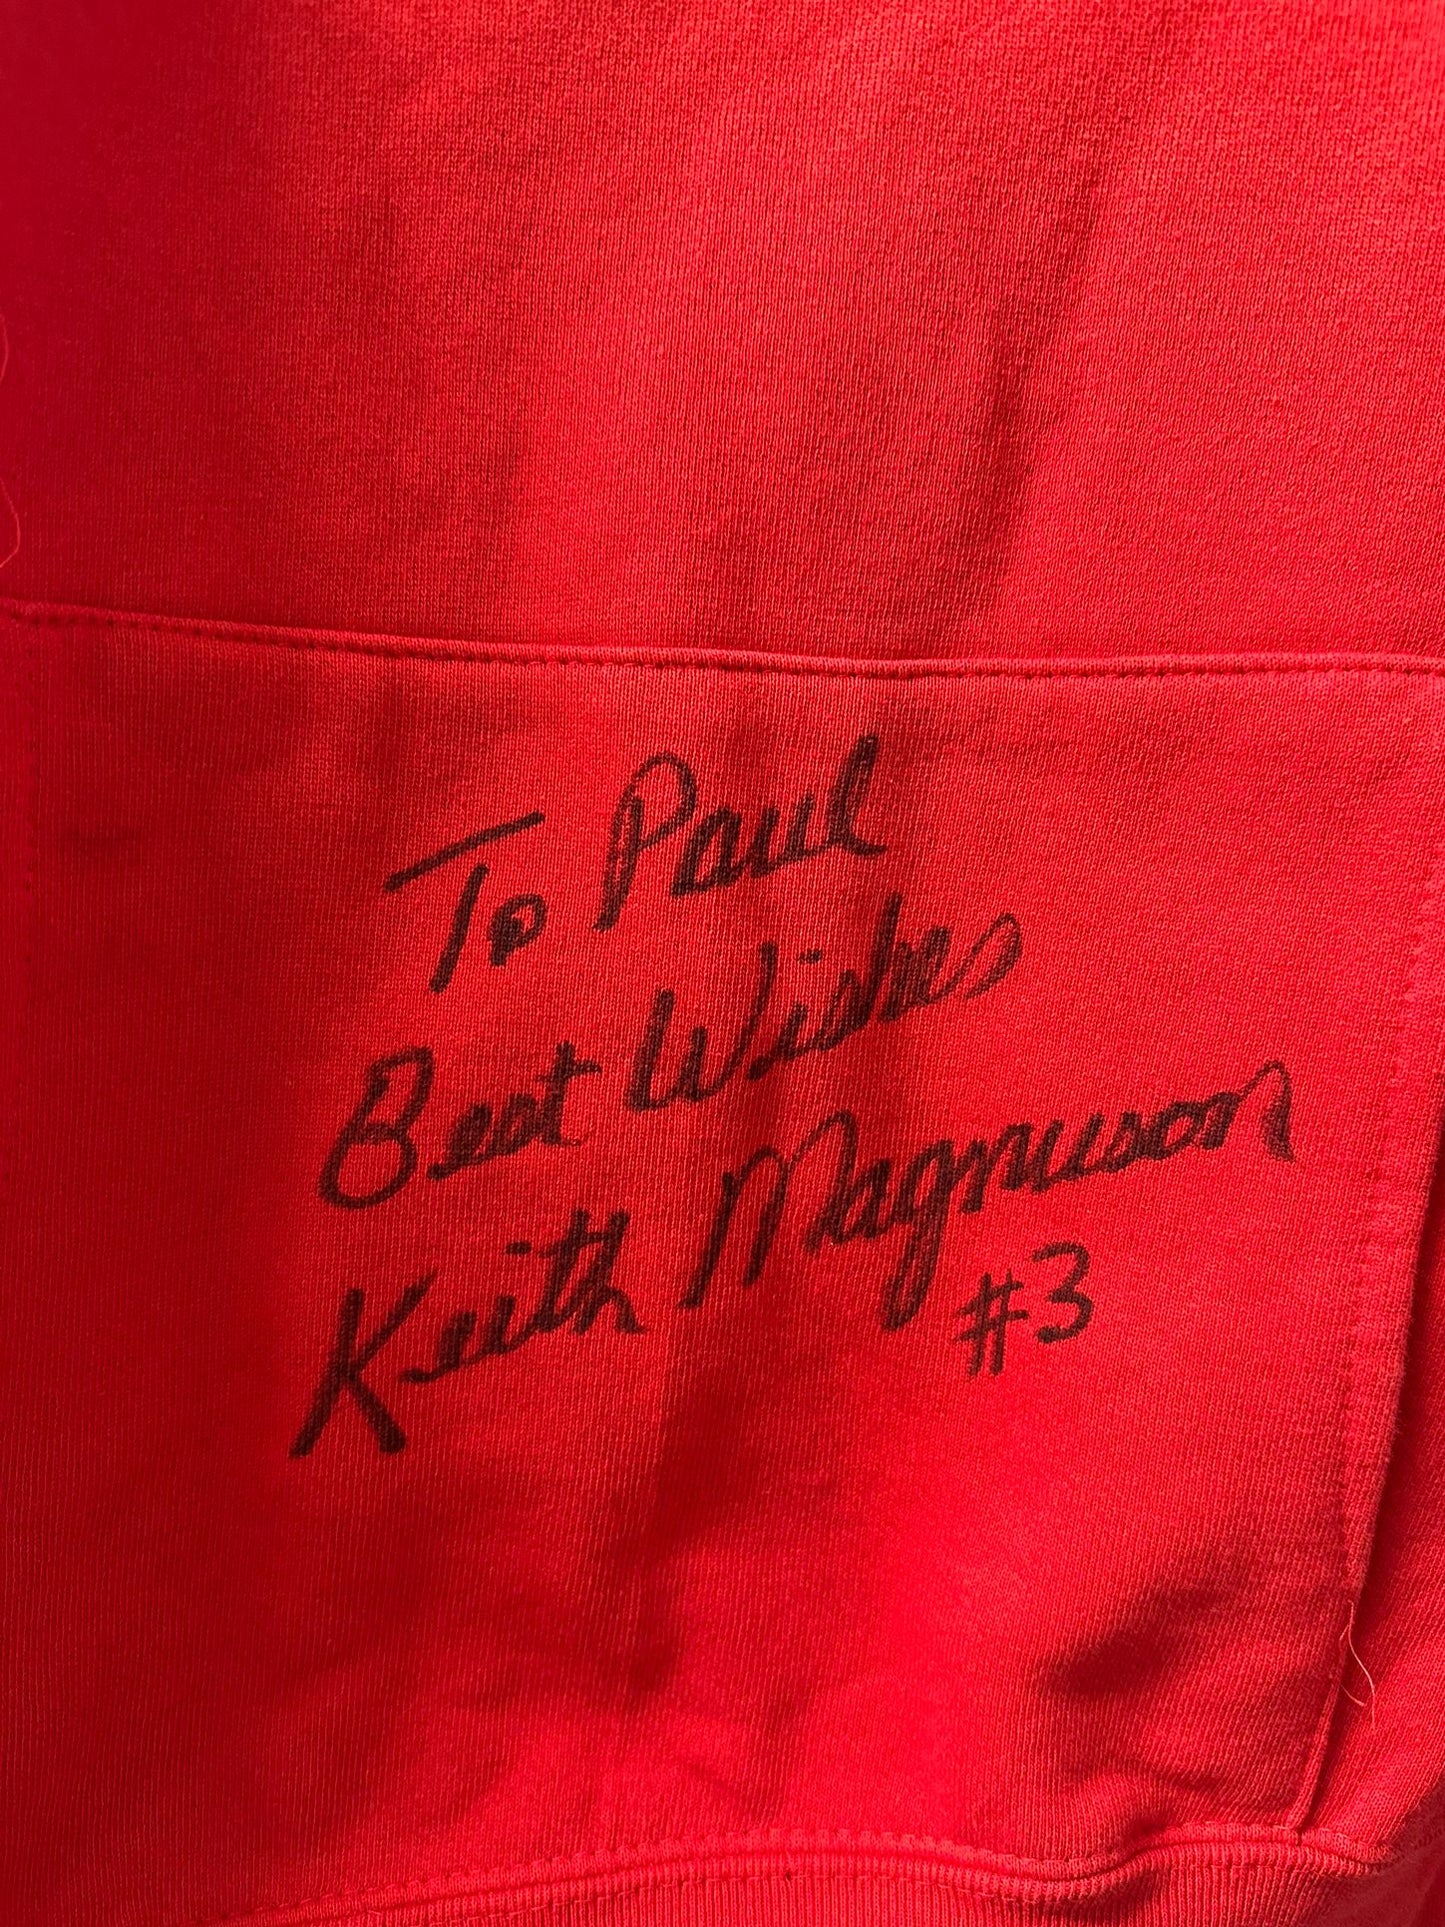 To Paul
Best Wishes
Keith Magnuson
#3